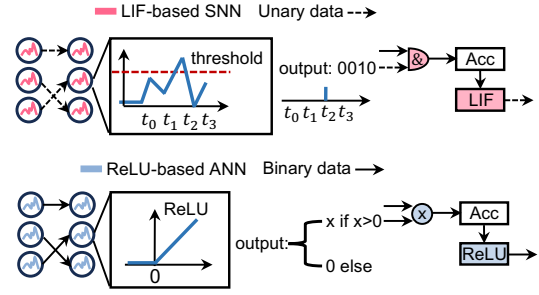 LIF-based SNN Unary data
threshold
t0 t1 t2 t3
output: 0010
t0 t1 t2 t3
&
Acc
LIF
ReLU-based ANN Binary data
ReLU
0
output:
x if x>0
0 else
x
Acc
ReLU